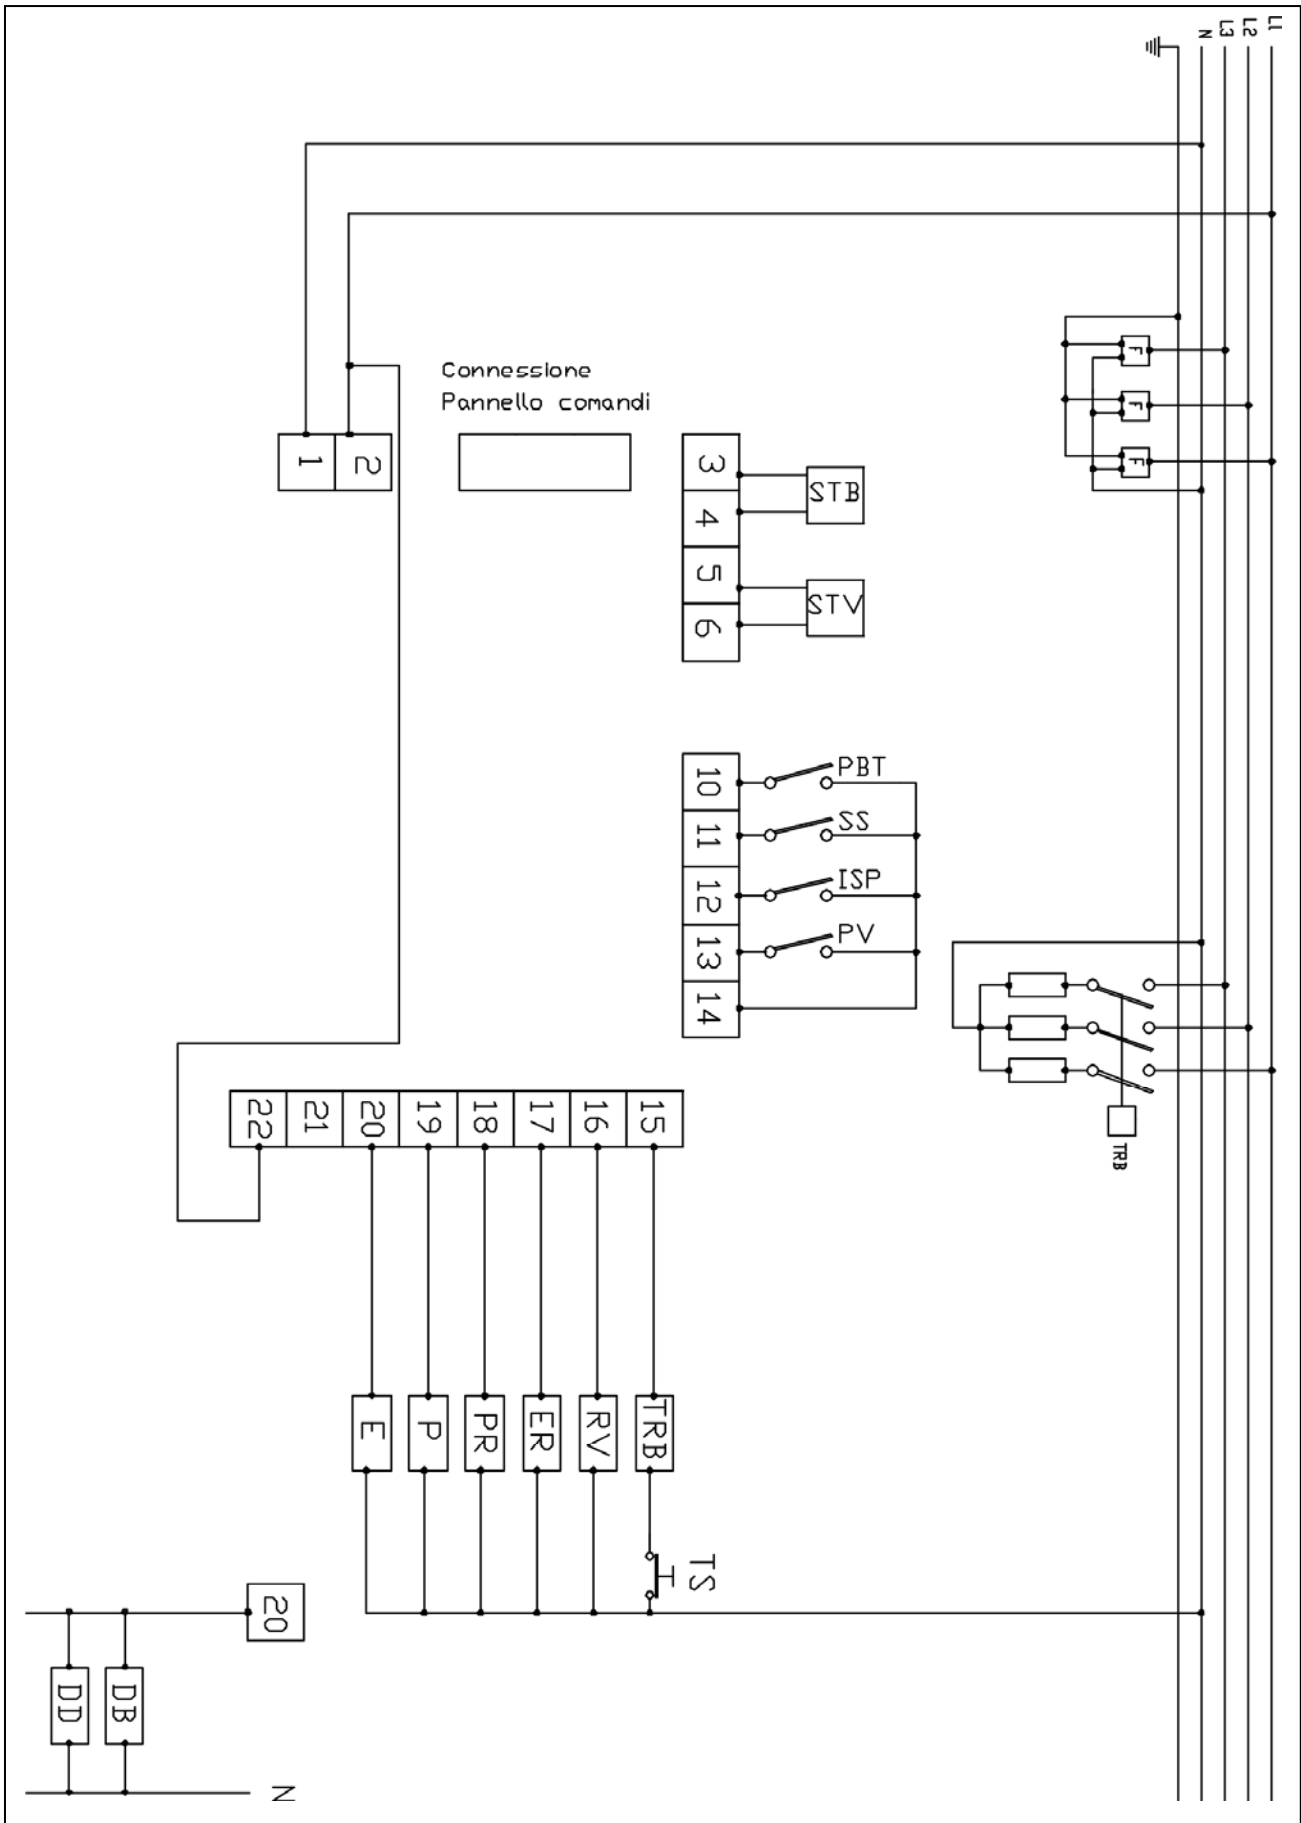 N L3 L2 L1
F
F
F
Connessione
Pannello comandi
1 2
3
4
5
6
STB
STV
10
11
12
13
14
PBT
SS
ISP
PV
TRB
22 21 20 19 18 17 16 15
E P PR ER RV TRB
TS
20
DD DB
N